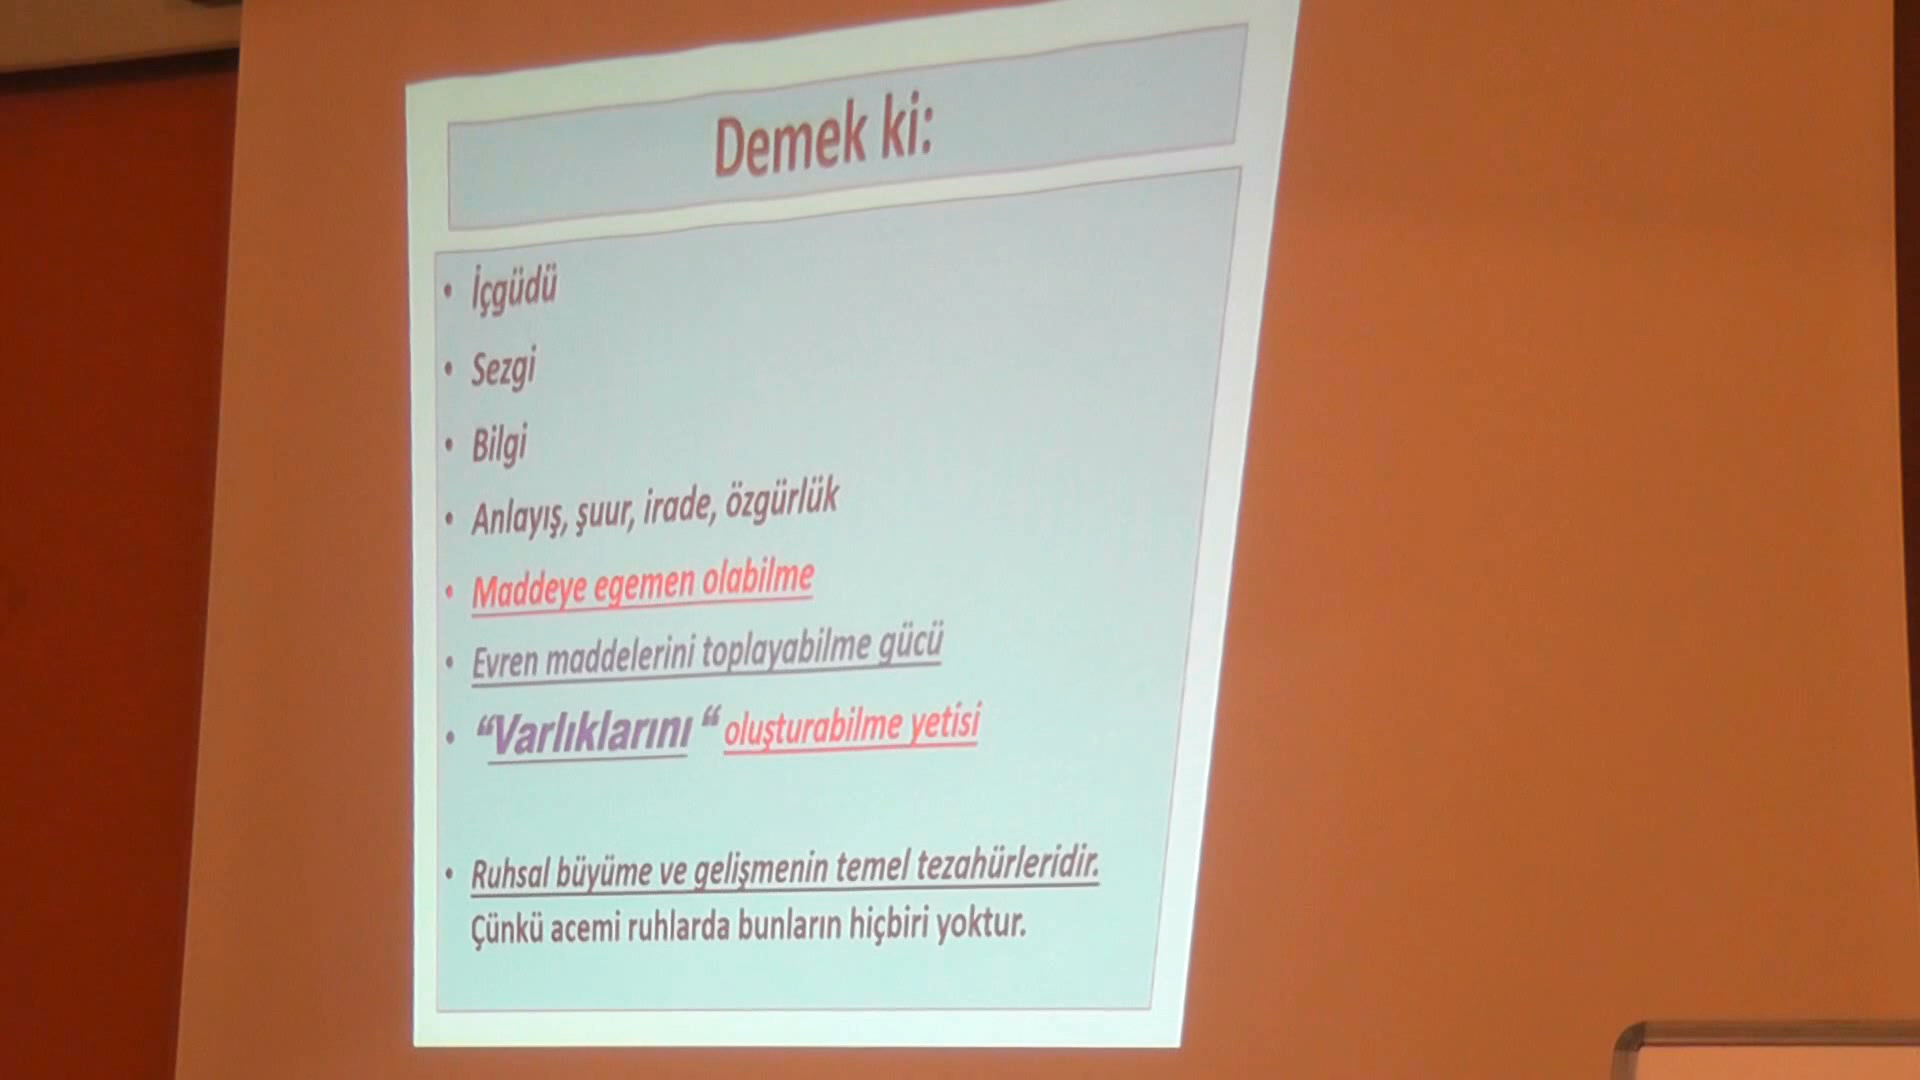 Demek ki:
• İçgüdü
• Sezgi
• Bilgi
• Anlayış, şuur, irade, özgürlük
• Maddeye egemen olabilme
• Evren maddelerini toplayabilme gücü
• “Varlıklarını “ oluşturabilme yetisi
• Ruhsal büyüme ve gelişmenin temel tezahürleridir.
Çünkü acemi ruhlarda bunların hiçbiri yoktur.